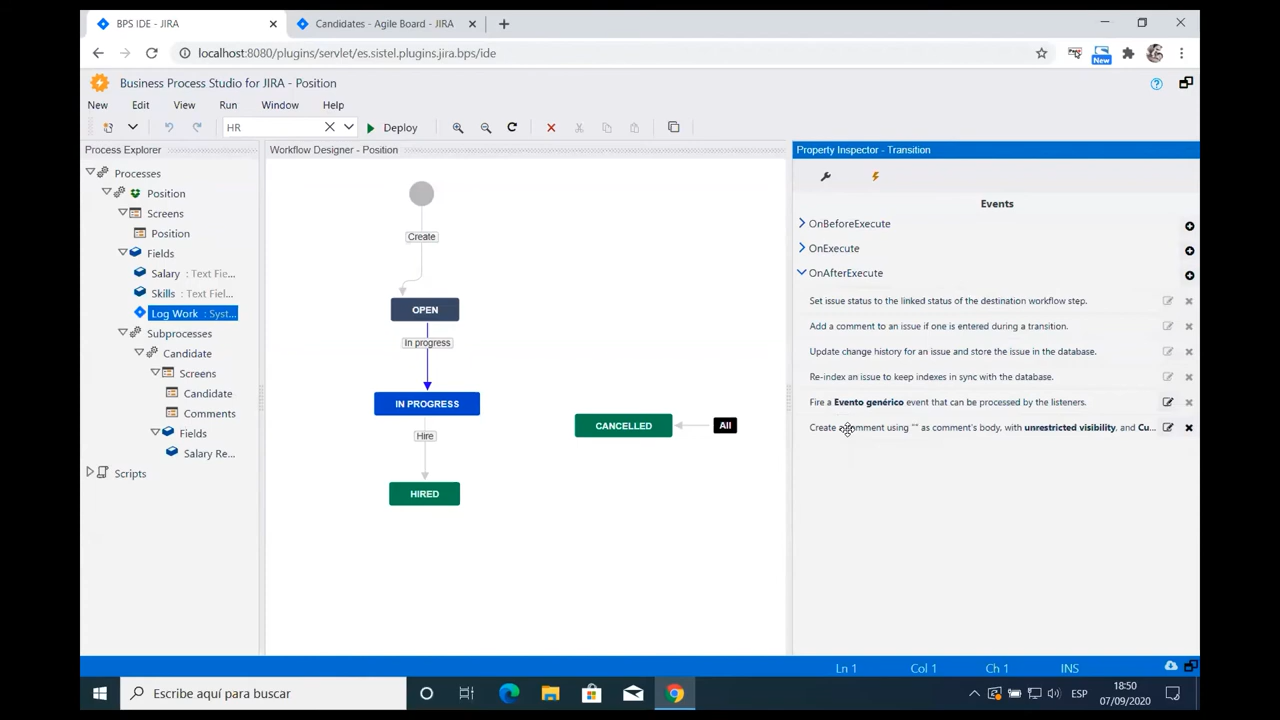 BPS IDE - JIRA
Candidates - Agile Board - JIRA
localhost:8080/plugins/servlet/es.sistel.plugins.jira.bps/ide
New
Business Process Studio for JIRA - Position
New Edit View Run Window Help
HR
Deploy
Process Explorer
Processes
Position
Screens
Position
Fields
Salary : Text Fie...
Skills : Text Fiel...
Log Work : Syst...
Subprocesses
Candidate
Screens
Candidate
Comments
Fields
Salary Re...
Scripts
Workflow Designer - Position
Create
OPEN
In progress
IN PROGRESS
Hire
HIRED
CANCELLED
All
Property Inspector - Transition
Events
OnBeforeExecute
OnExecute
OnAfterExecute
Set issue status to the linked status of the destination workflow step.
Add a comment to an issue if one is entered during a transition.
Update change history for an issue and store the issue in the database.
Re-index an issue to keep indexes in sync with the database.
Fire a Evento genérico event that can be processed by the listeners.
Create a comment using "" as comment's body, with unrestricted visibility, and Cu...
Ln 1 Col 1 Ch 1 INS
Escribe aquí para buscar
ESP
18:50
07/09/2020